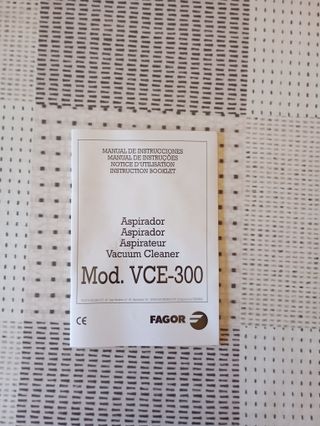 MANUAL DE INSTRUCCIONES
MANUAL DE INSTRUÇÕES
NOTICE D'UTILISATION
INSTRUCTION BOOKLET
Aspirador
Aspirador
Aspirateur
Vacuum Cleaner
Mod. VCE-300
CE
FAGOR